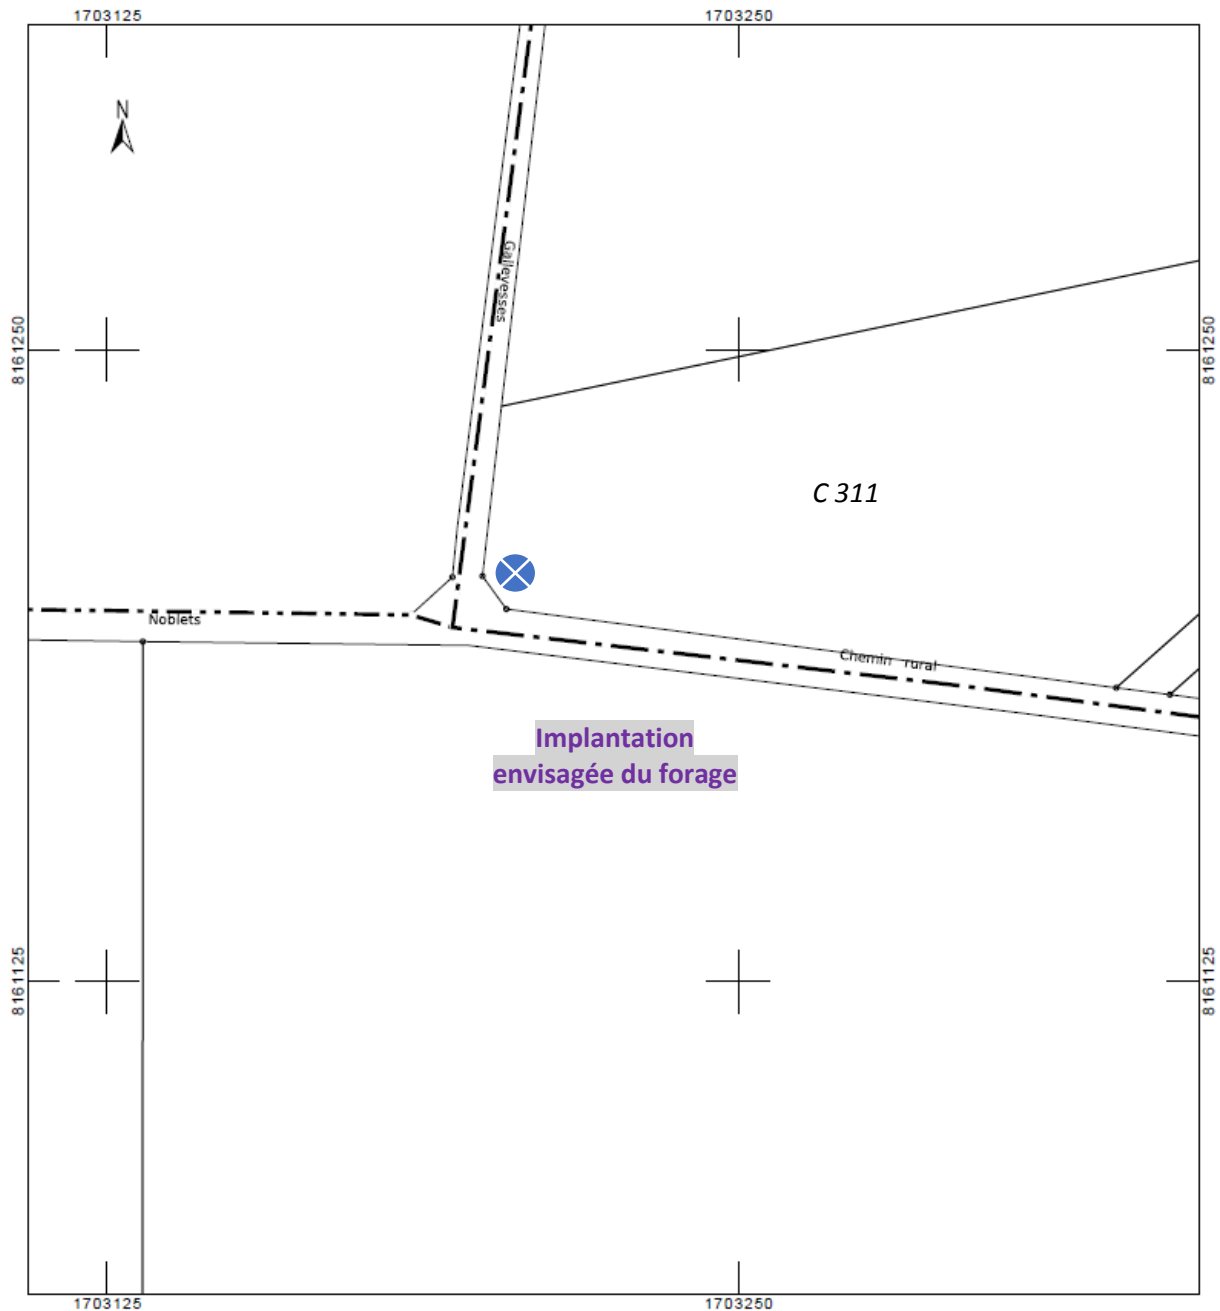 1703125
1703250
N
Galleyesses
8161250
8161250
C 311
Noblets
Chemin rural
Implantation
envisagée du forage
8161125
8161125
1703125
1703250